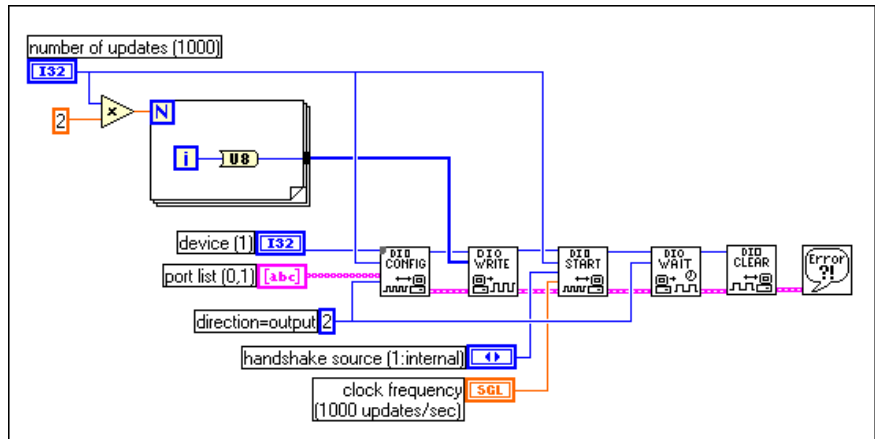 number of updates (1000)
I32
2
×
N
i
U8
device (1)
I32
port list (0,1)
[abc]
DIO
CONFIG
DIO
WRITE
DIO
START
DIO
WAIT
DIO
CLEAR
Error
?!
direction=output
2
handshake source (1:internal)
clock frequency
(1000 updates/sec)
SGL